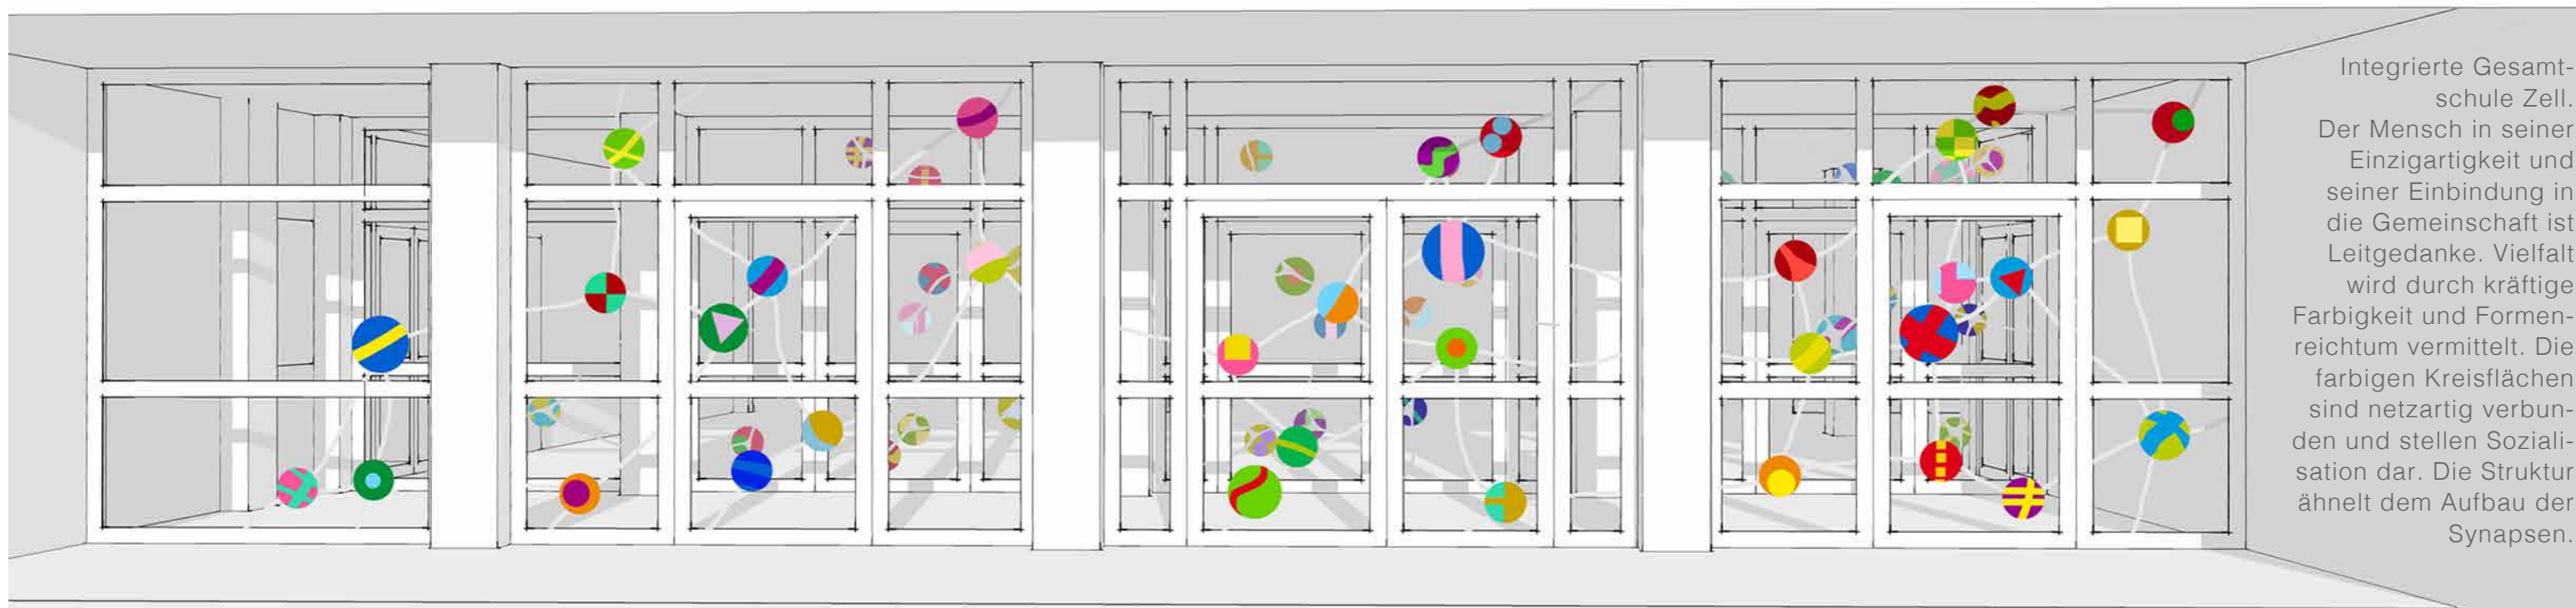 Integrierte Gesamt-
schule Zell.
Der Mensch in seiner
Einzigartigkeit und
seiner Einbindung in
die Gemeinschaft ist
Leitgedanke. Vielfalt
wird durch kräftige
Farbigkeit und Formen-
reichtum vermittelt. Die
farbigen Kreisflächen
sind netzartig verbun-
den und stellen Soziali-
sation dar. Die Struktur
ähnelt dem Aufbau der
Synapsen.